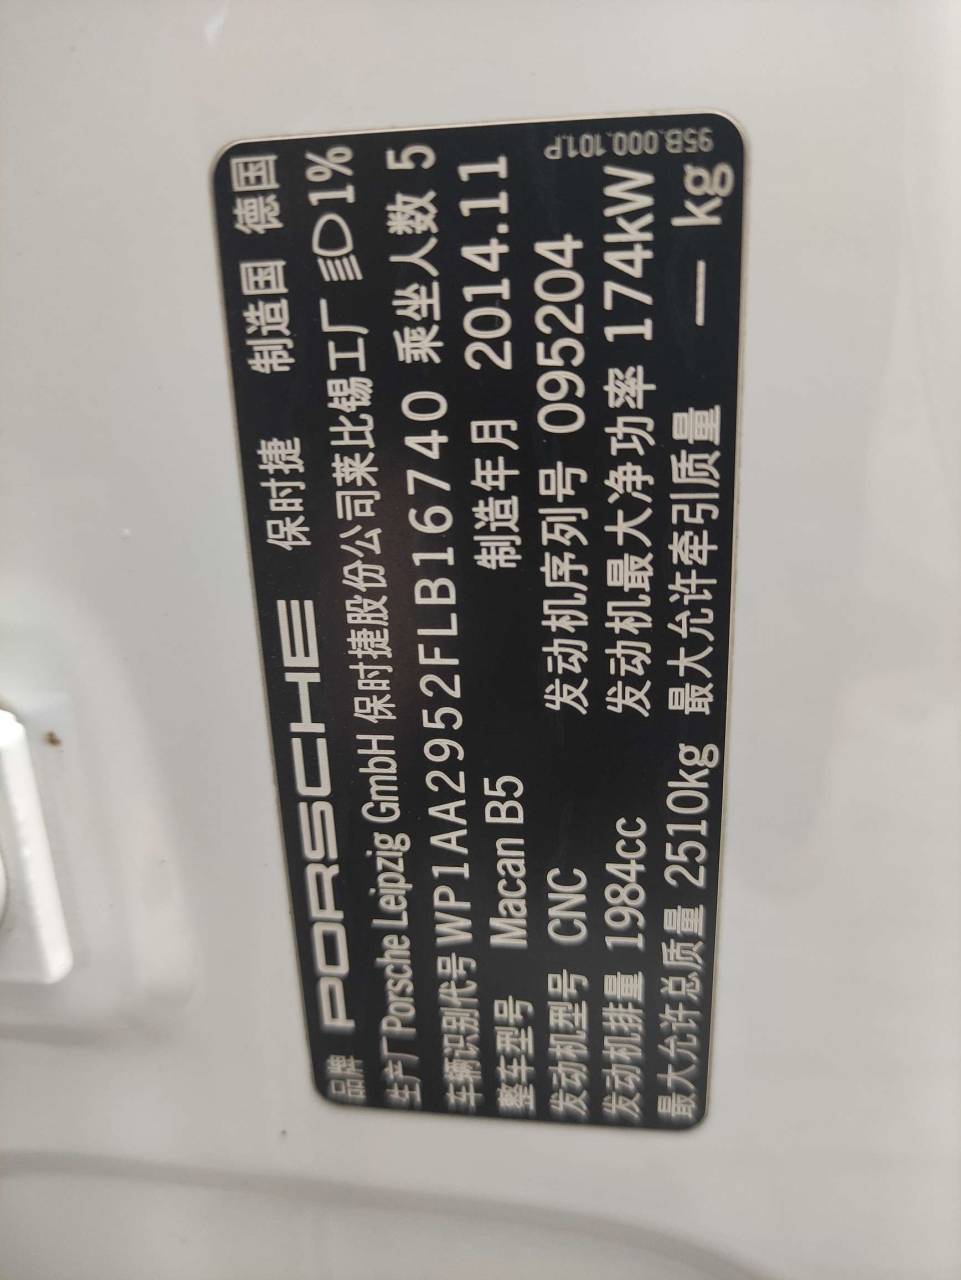 品牌 PORSCHE 保时捷 制造国 德国
生产厂 Porsche Leipzig GmbH 保时捷股份公司莱比锡工厂 1%
车辆识别代号 WP1AA2952FLB16740 乘坐人数 5
整车型号 Macan B5 制造年月 2014.11
发动机型号 CNC 发动机序列号 095204
发动机排量 1984cc 发动机最大净功率 174kW
最大允许总质量 2510kg 最大允许牵引质量 — kg
95B.000.101.P